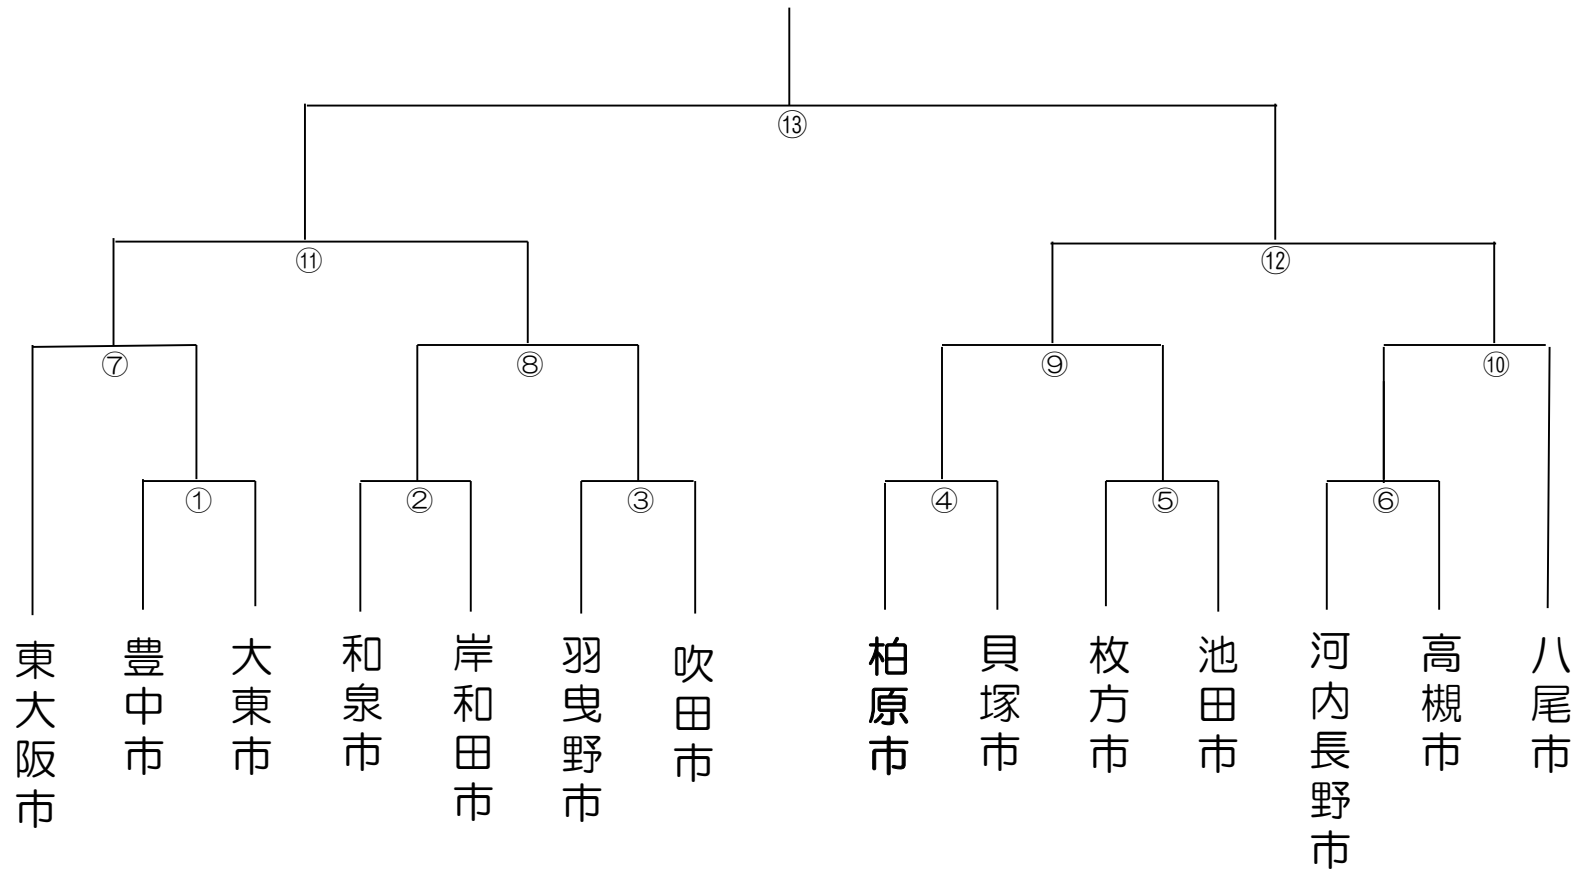 ⑬
⑪
⑫
⑦
⑧
⑨
⑩
①
②
③
④
⑤
⑥
東大阪市
豊中市
大東市
和泉市
岸和田市
羽曳野市
吹田市
柏原市
貝塚市
枚方市
池田市
河内長野市
高槻市
八尾市